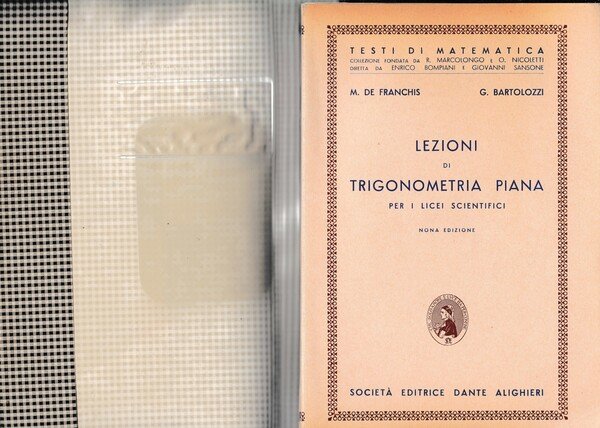 TESTI DI MATEMATICA
COLLEZIONE FONDATA DA R. MARCOLONGO E O. NICOLETTI
DIRETTA DA ENRICO BOMPIANI E GIOVANNI SANSONE
M. DE FRANCHIS G. BARTOLOZZI
LEZIONI
DI
TRIGONOMETRIA PIANA
PER I LICEI SCIENTIFICI
NONA EDIZIONE
SOCIETÀ EDITRICE DANTE ALIGHIERI